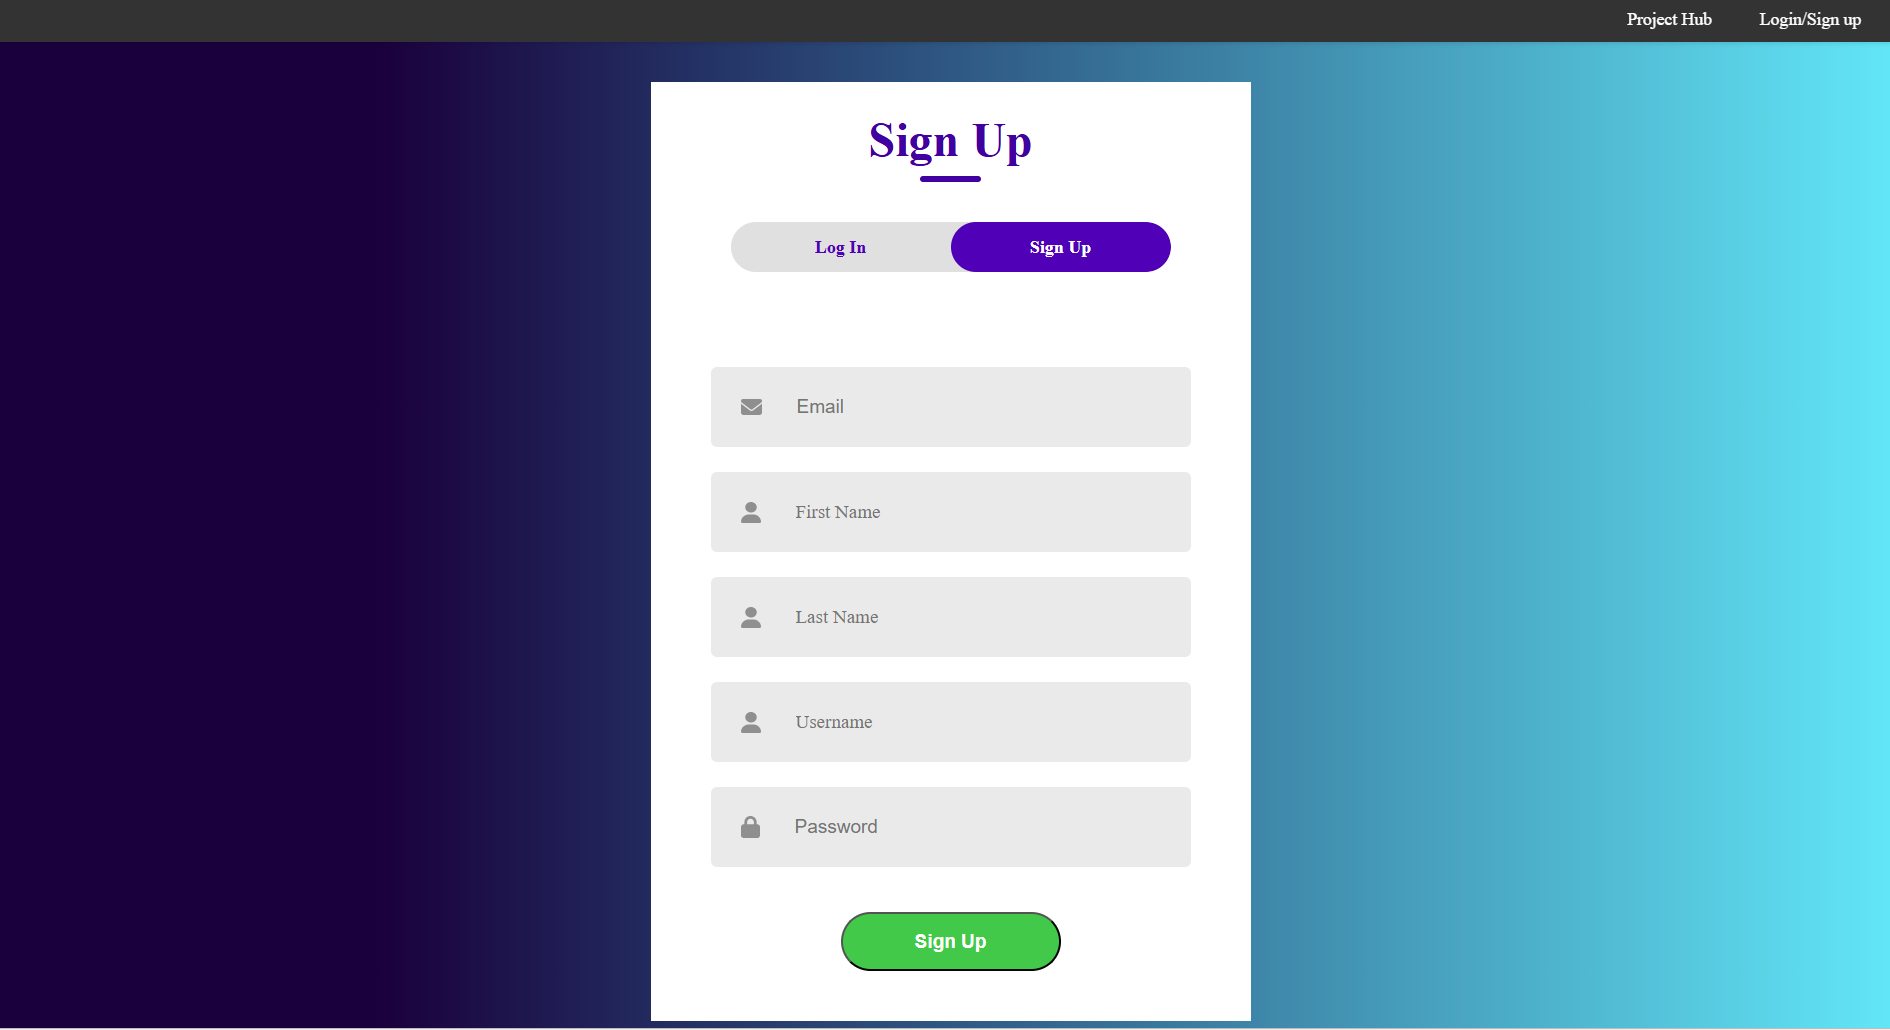 Project Hub Login/Sign up
Sign Up
Log In Sign Up
Email
First Name
Last Name
Username
Password
Sign Up